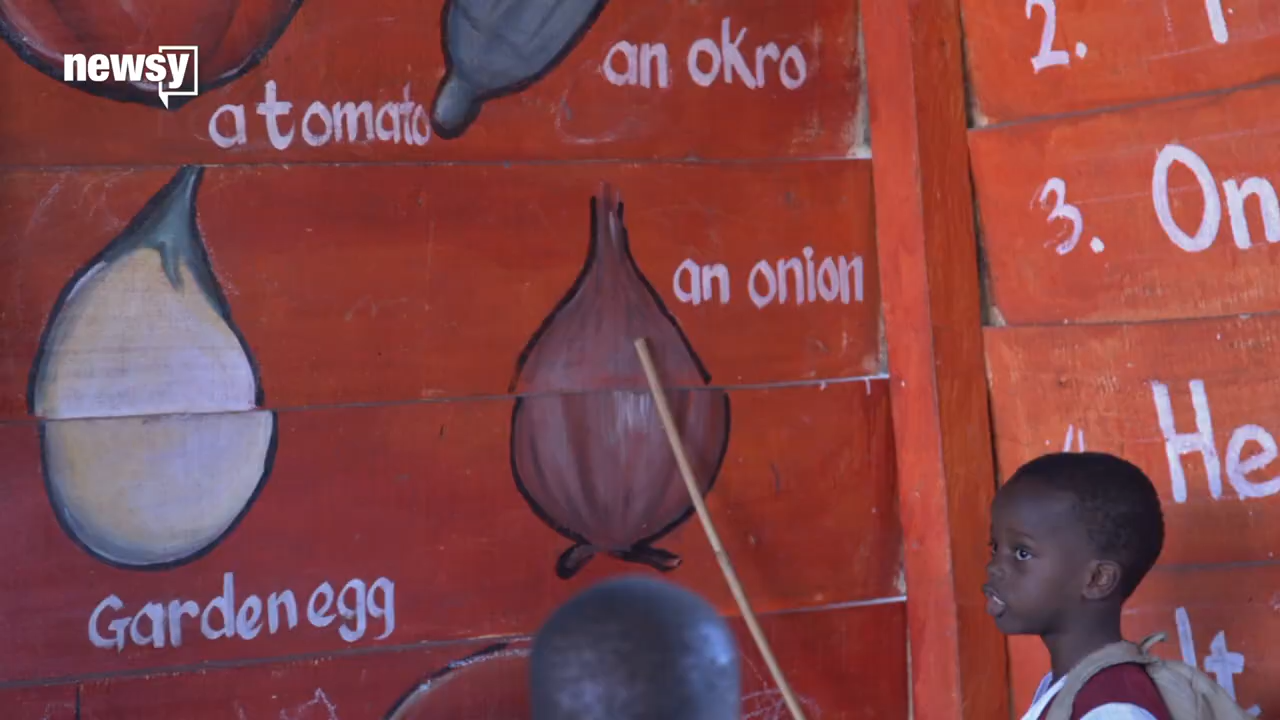 newsy
an okro
a tomato
an onion
Garden egg
2.
3. On
He